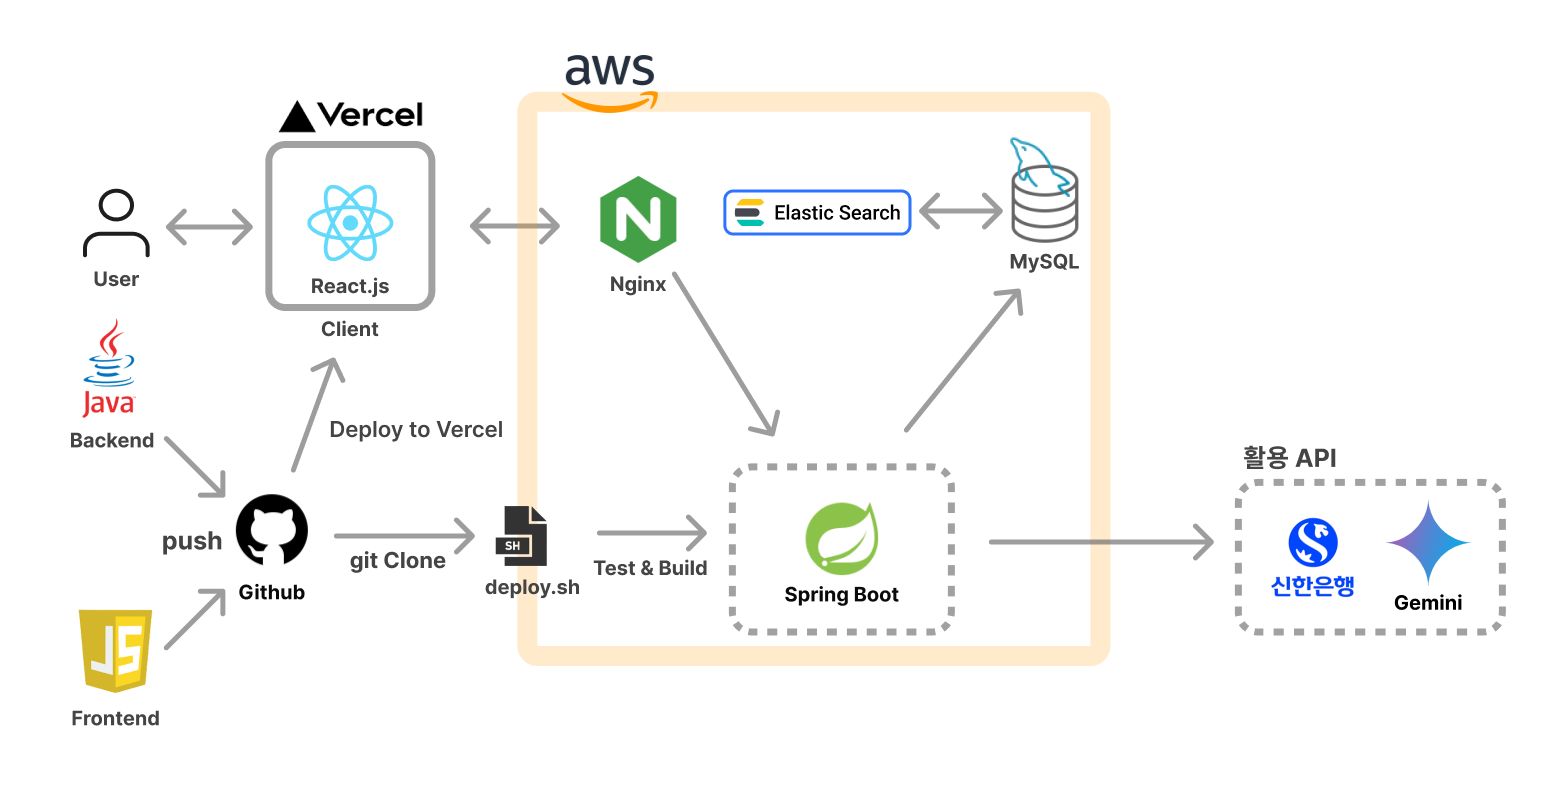 aws
Vercel
React.js
Client
User
Nginx
Elastic Search
MySQL
Java
Backend
Deploy to Vercel
push
Github
git Clone
SH
deploy.sh
Test & Build
Spring Boot
활용 API
신한은행
Gemini
JS
Frontend